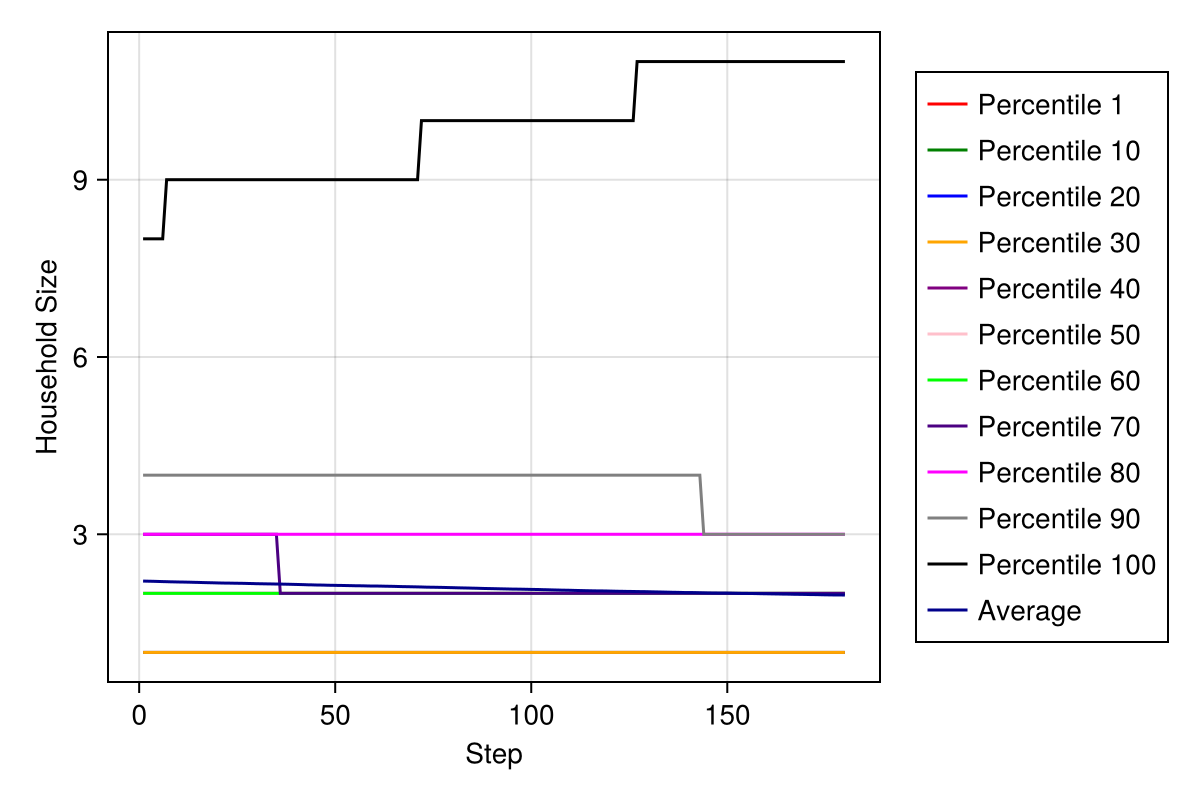 Household Size
9
6
3
0
50
100
150
Step
Percentile 1
Percentile 10
Percentile 20
Percentile 30
Percentile 40
Percentile 50
Percentile 60
Percentile 70
Percentile 80
Percentile 90
Percentile 100
Average